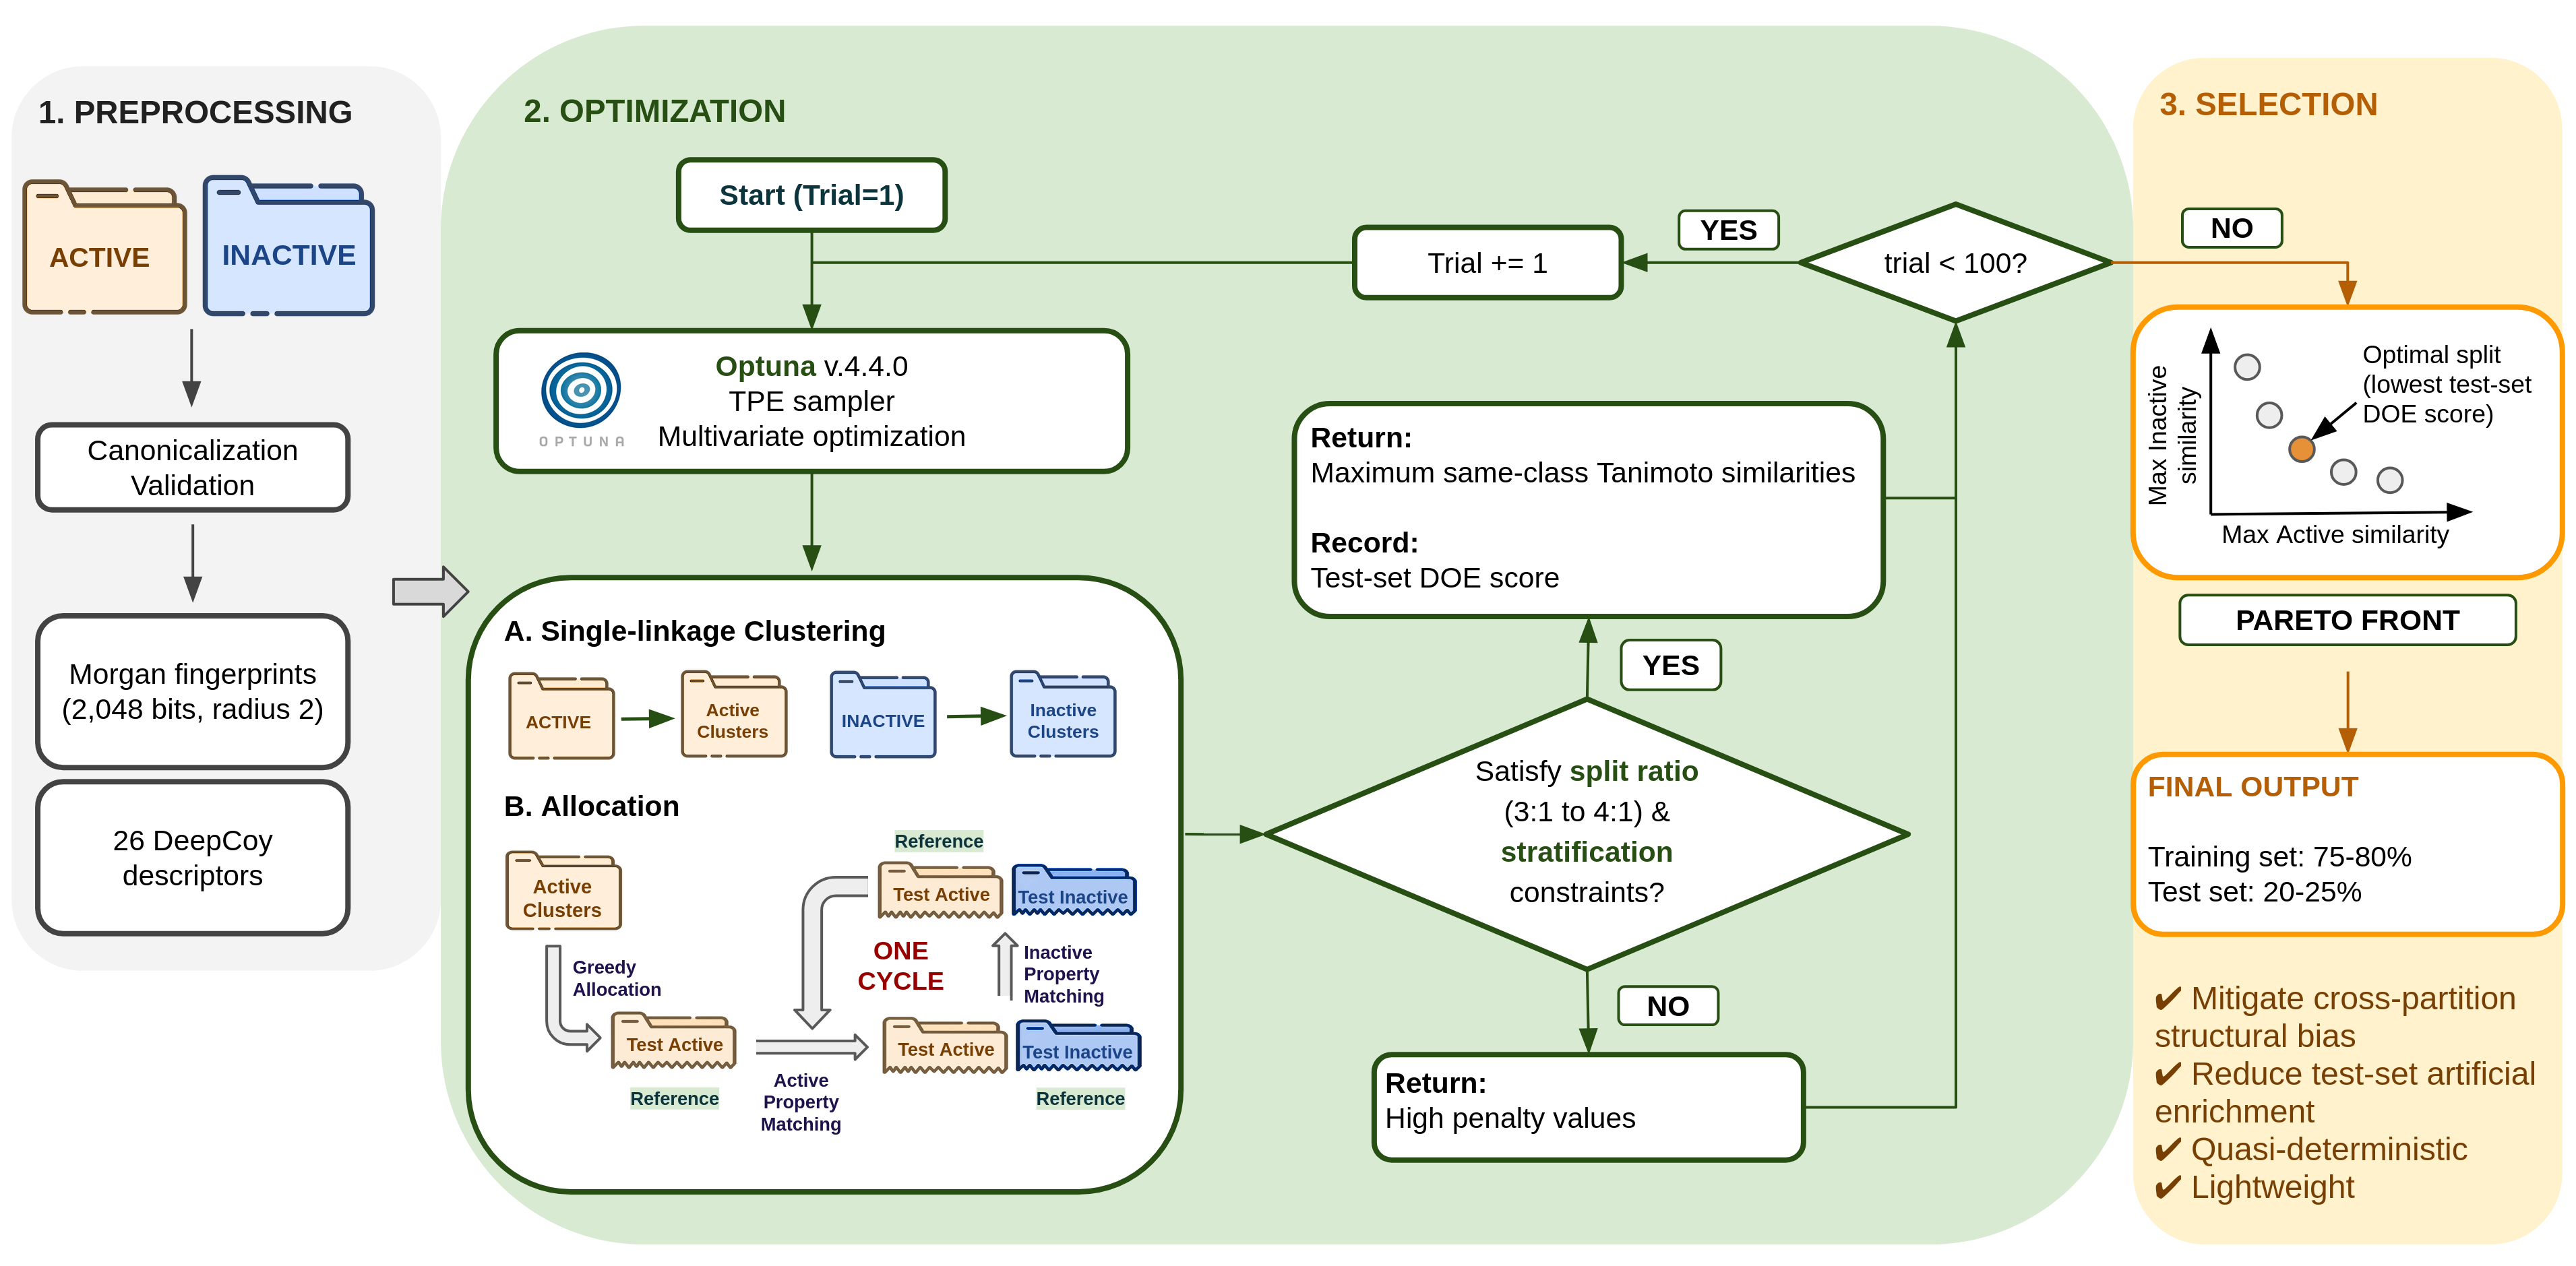 1. PREPROCESSING
ACTIVE
INACTIVE
Canonicalization
Validation
Morgan fingerprints
(2,048 bits, radius 2)
26 DeepCoy
descriptors
2. OPTIMIZATION
Start (Trial=1)
OPTUNA
Optuna v.4.4.0
TPE sampler
Multivariate optimization
A. Single-linkage Clustering
ACTIVE
Active
Clusters
INACTIVE
Inactive
Clusters
B. Allocation
Active
Clusters
Greedy
Allocation
Test Active
Reference
Active
Property
Matching
Reference
Test Active
Test Inactive
ONE
CYCLE
Inactive
Property
Matching
Test Active
Test Inactive
Reference
Satisfy split ratio
(3:1 to 4:1) &
stratification
constraints?
YES
Return:
Maximum same-class Tanimoto similarities
Record:
Test-set DOE score
NO
Return:
High penalty values
trial < 100?
YES
Trial += 1
NO
3. SELECTION
Max Inactive
similarity
Optimal split
(lowest test-set
DOE score)
Max Active similarity
PARETO FRONT
FINAL OUTPUT
Training set: 75-80%
Test set: 20-25%
✔ Mitigate cross-partition
structural bias
✔ Reduce test-set artificial
enrichment
✔ Quasi-deterministic
✔ Lightweight